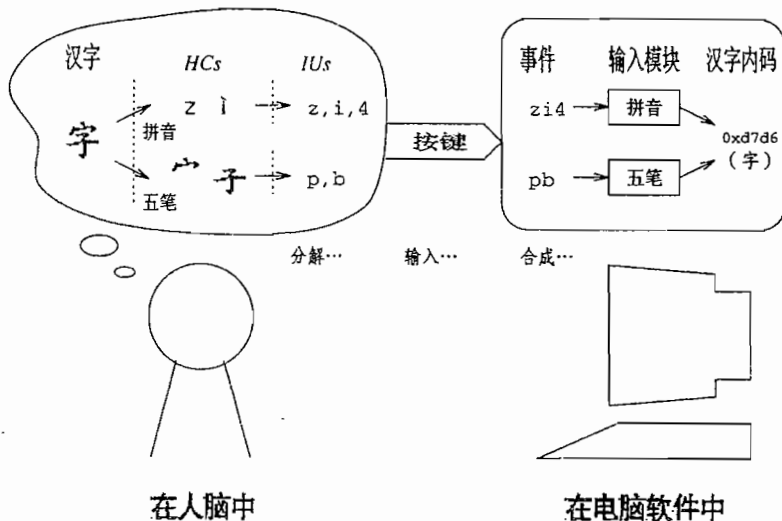 汉字 HCs IUs
字 拼音 z ì z,i,4
五笔 宀 子 p,b
按键
事件 输入模块 汉字内码
zi4 拼音 0xd7d6
pb 五笔 (字)
分解… 输入… 合成…
在人脑中 在电脑软件中